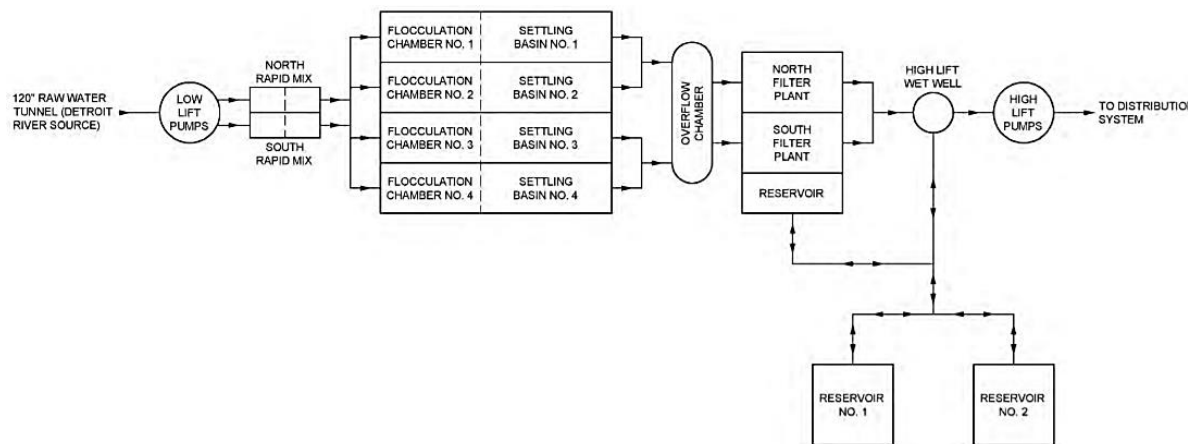 120" RAW WATER
TUNNEL (DETROIT
RIVER SOURCE)
LOW
LIFT
PUMPS
NORTH
RAPID MIX
SOUTH
RAPID MIX
FLOCCULATION
CHAMBER NO. 1
SETTLING
BASIN NO. 1
FLOCCULATION
CHAMBER NO. 2
SETTLING
BASIN NO. 2
FLOCCULATION
CHAMBER NO. 3
SETTLING
BASIN NO. 3
FLOCCULATION
CHAMBER NO. 4
SETTLING
BASIN NO. 4
OVERFLOW
CHAMBER
NORTH
FILTER
PLANT
SOUTH
FILTER
PLANT
RESERVOIR
HIGH LIFT
WET WELL
HIGH
LIFT
PUMPS
TO DISTRIBUTION
SYSTEM
RESERVOIR
NO. 1
RESERVOIR
NO. 2